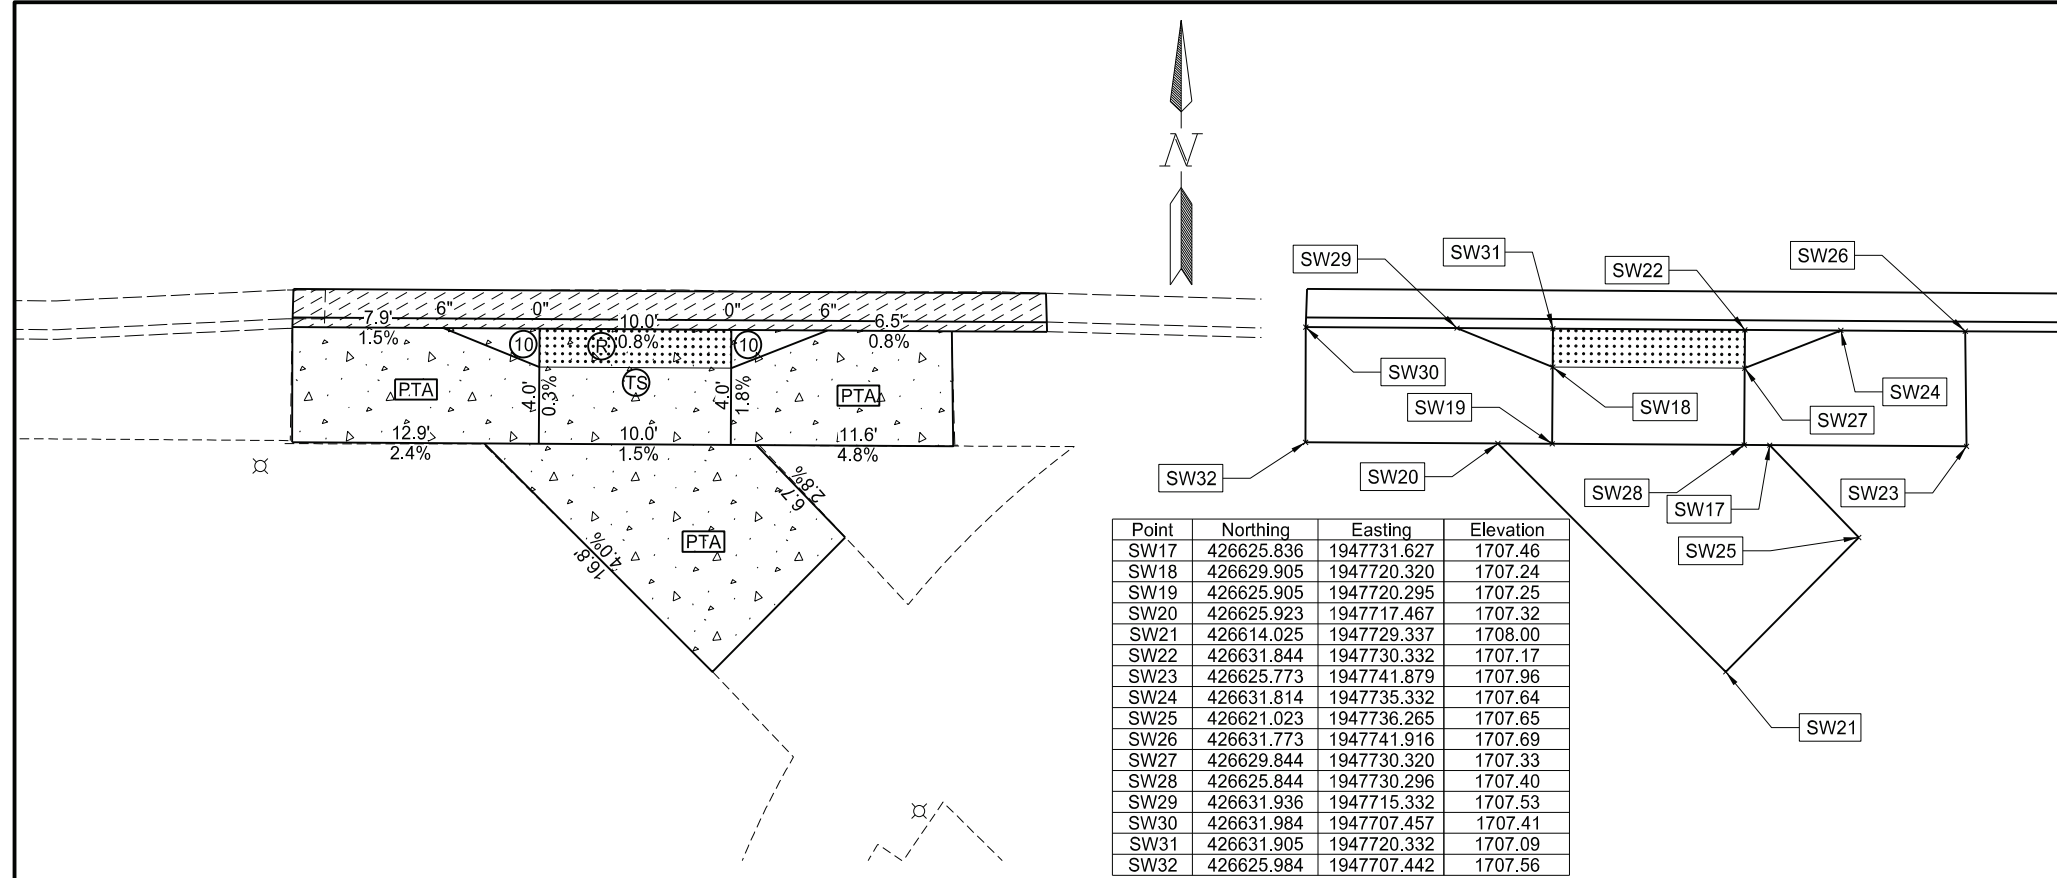 N
7.9'
1.5%
6"
0"
10.0'
0.8%
0"
6"
6.5'
0.8%
10
R
10
TS
PTA
4.0'
0.3%
4.0'
1.8%
PTA
12.9'
2.4%
10.0'
1.5%
11.6'
4.8%
6.7'
2.8%
16.8'
4.0%
PTA
SW29
SW31
SW22
SW26
SW30
SW19
SW18
SW27
SW24
SW32
SW20
SW28
SW17
SW23
SW25
SW21
Point Northing Easting Elevation
SW17 426625.836 1947731.627 1707.46
SW18 426629.905 1947720.320 1707.24
SW19 426625.905 1947720.295 1707.25
SW20 426625.923 1947717.467 1707.32
SW21 426614.025 1947729.337 1708.00
SW22 426631.844 1947730.332 1707.17
SW23 426625.773 1947741.879 1707.96
SW24 426631.814 1947735.332 1707.64
SW25 426621.023 1947736.265 1707.65
SW26 426631.773 1947741.916 1707.69
SW27 426629.844 1947730.320 1707.33
SW28 426625.844 1947730.296 1707.40
SW29 426631.936 1947715.332 1707.53
SW30 426631.984 1947707.457 1707.41
SW31 426631.905 1947720.332 1707.09
SW32 426625.984 1947707.442 1707.56